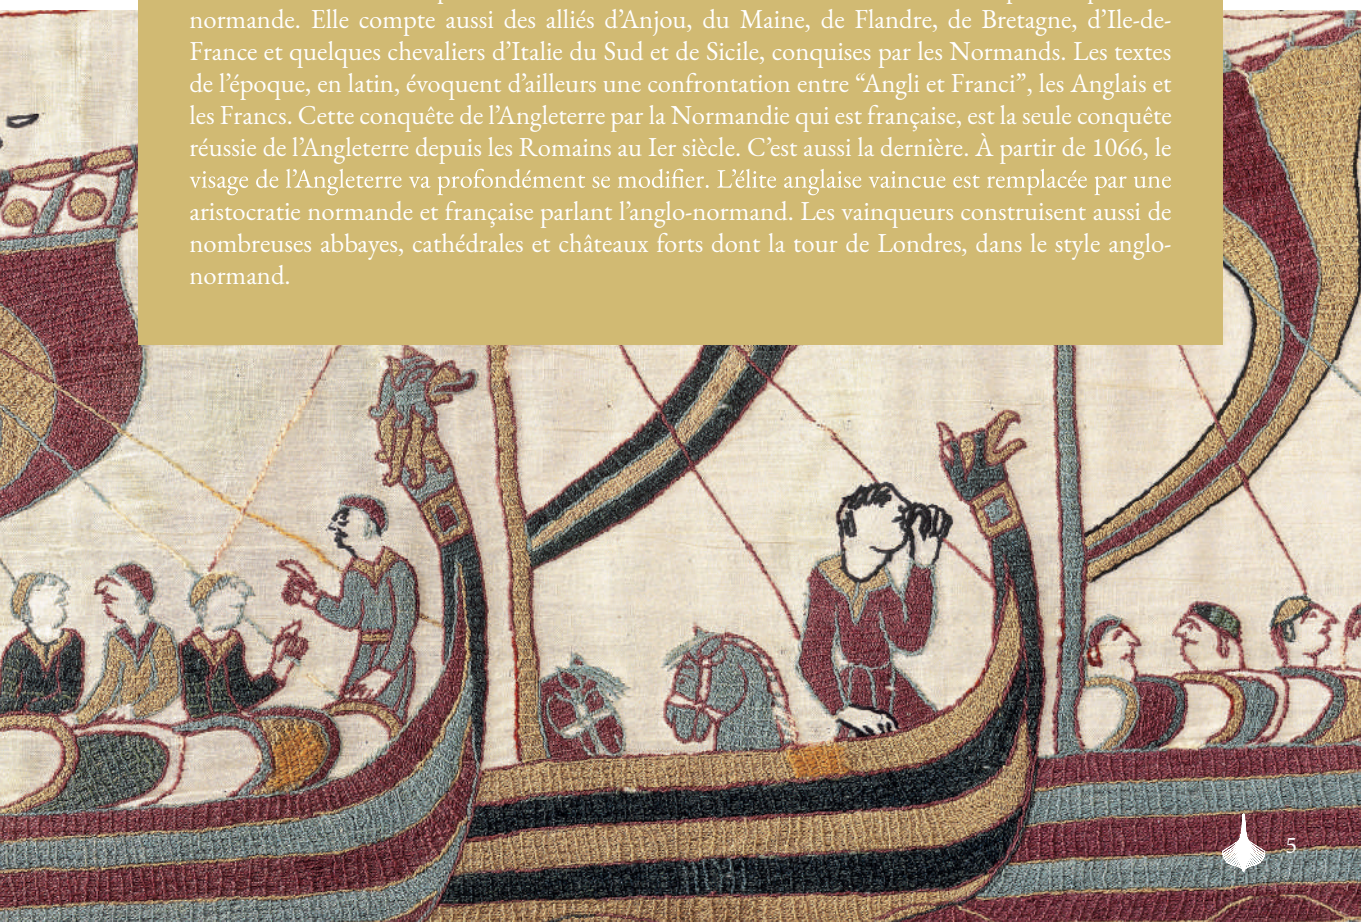 normande. Elle compte aussi des alliés d’Anjou, du Maine, de Flandre, de Bretagne, d’Ile-de-
France et quelques chevaliers d’Italie du Sud et de Sicile, conquises par les Normands. Les textes
de l’époque, en latin, évoquent d’ailleurs une confrontation entre “Angli et Franci”, les Anglais et
les Francs. Cette conquête de l’Angleterre par la Normandie qui est française, est la seule conquête
réussie de l’Angleterre depuis les Romains au Ier siècle. C’est aussi la dernière. À partir de 1066, le
visage de l’Angleterre va profondément se modifier. L’élite anglaise vaincue est remplacée par une
aristocratie normande et française parlant l’anglo-normand. Les vainqueurs construisent aussi de
nombreuses abbayes, cathédrales et châteaux forts dont la tour de Londres, dans le style anglo-
normand.
5